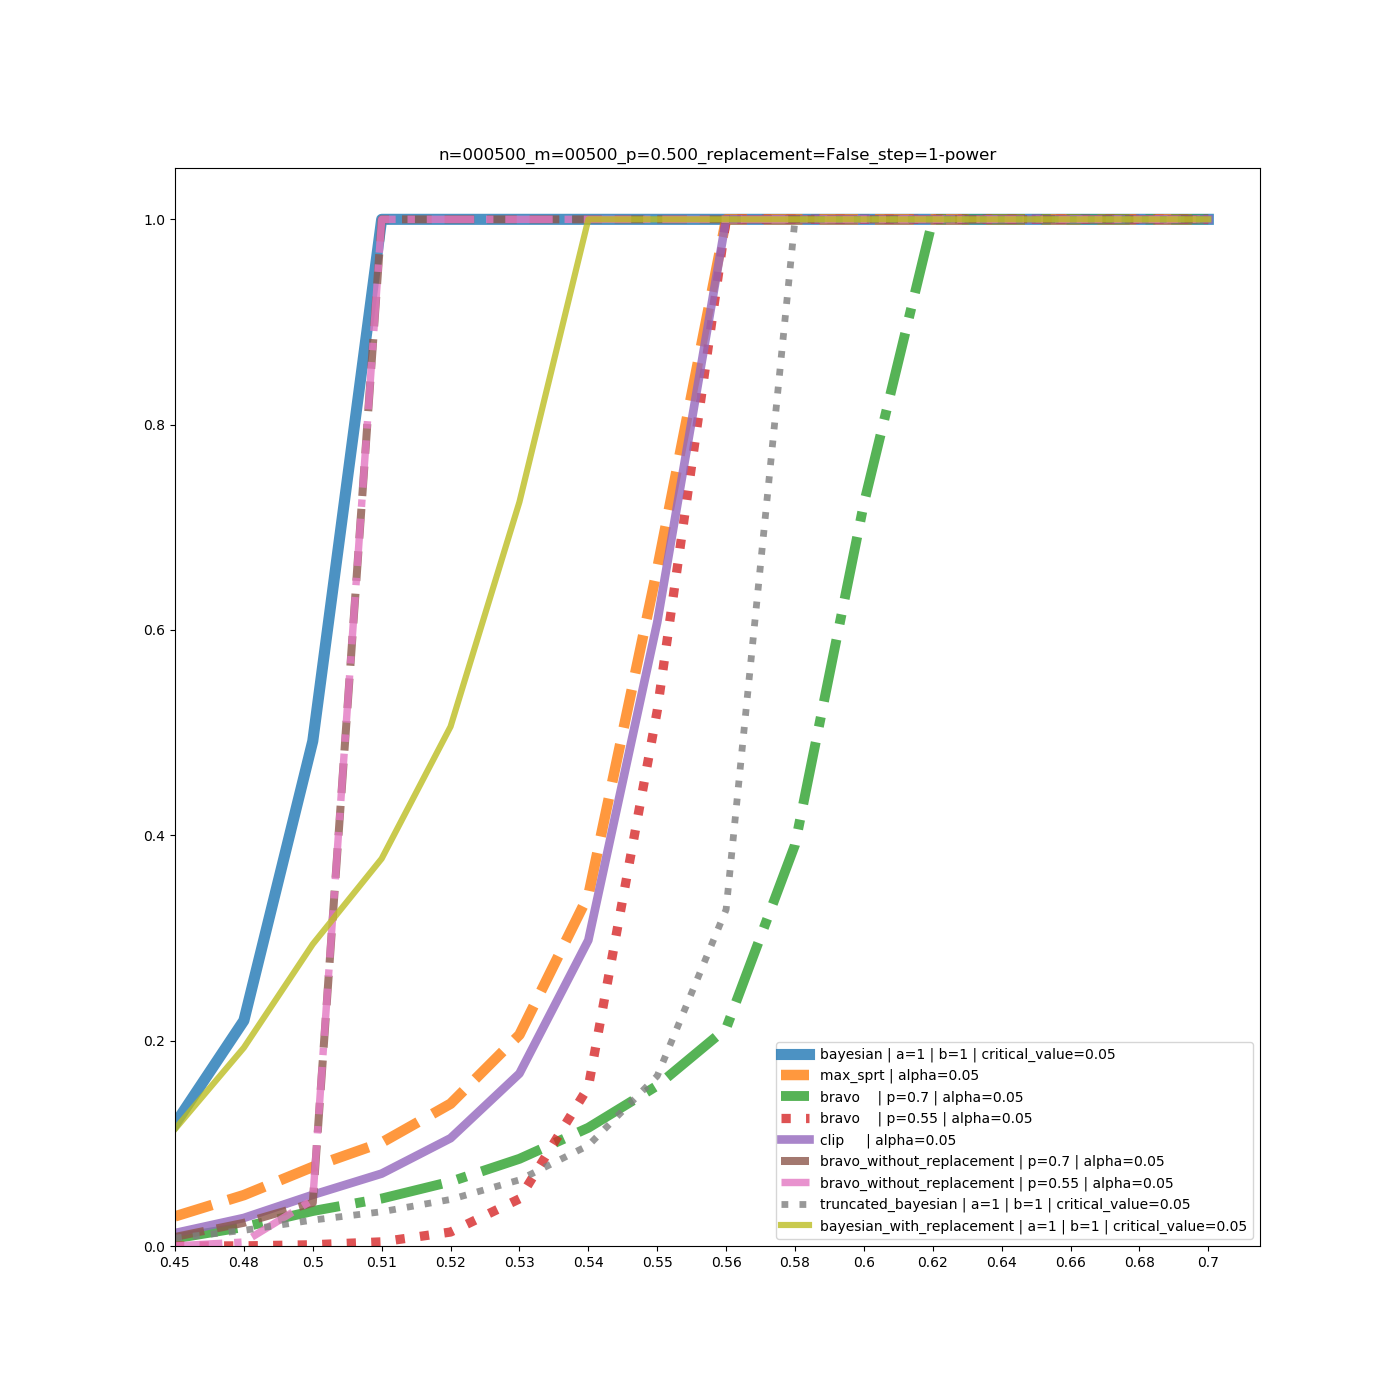 n=000500_m=00500_p=0.500_replacement=False_step=1-power
1.0
0.8
0.6
0.4
0.2
0.0
bayesian | a=1 | b=1 | critical_value=0.05
max_sprt | alpha=0.05
bravo    | p=0.7 | alpha=0.05
bravo    | p=0.55 | alpha=0.05
clip     | alpha=0.05
bravo_without_replacement | p=0.7 | alpha=0.05
bravo_without_replacement | p=0.55 | alpha=0.05
truncated_bayesian | a=1 | b=1 | critical_value=0.05
bayesian_with_replacement | a=1 | b=1 | critical_value=0.05
0.45 0.48 0.5 0.51 0.52 0.53 0.54 0.55 0.56 0.58 0.6 0.62 0.64 0.66 0.68 0.7